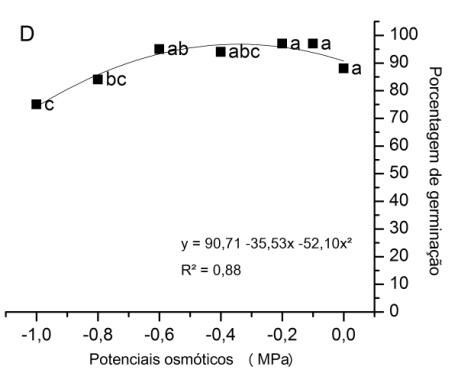 D
100
90
80
70
60
50
40
30
20
10
0
Porcentagem de germinação
c
bc
ab
abc
a
a
a
y = 90,71 -35,53x -52,10x²
R² = 0,88
-1,0 -0,8 -0,6 -0,4 -0,2 0,0
Potenciais osmóticos ( MPa)